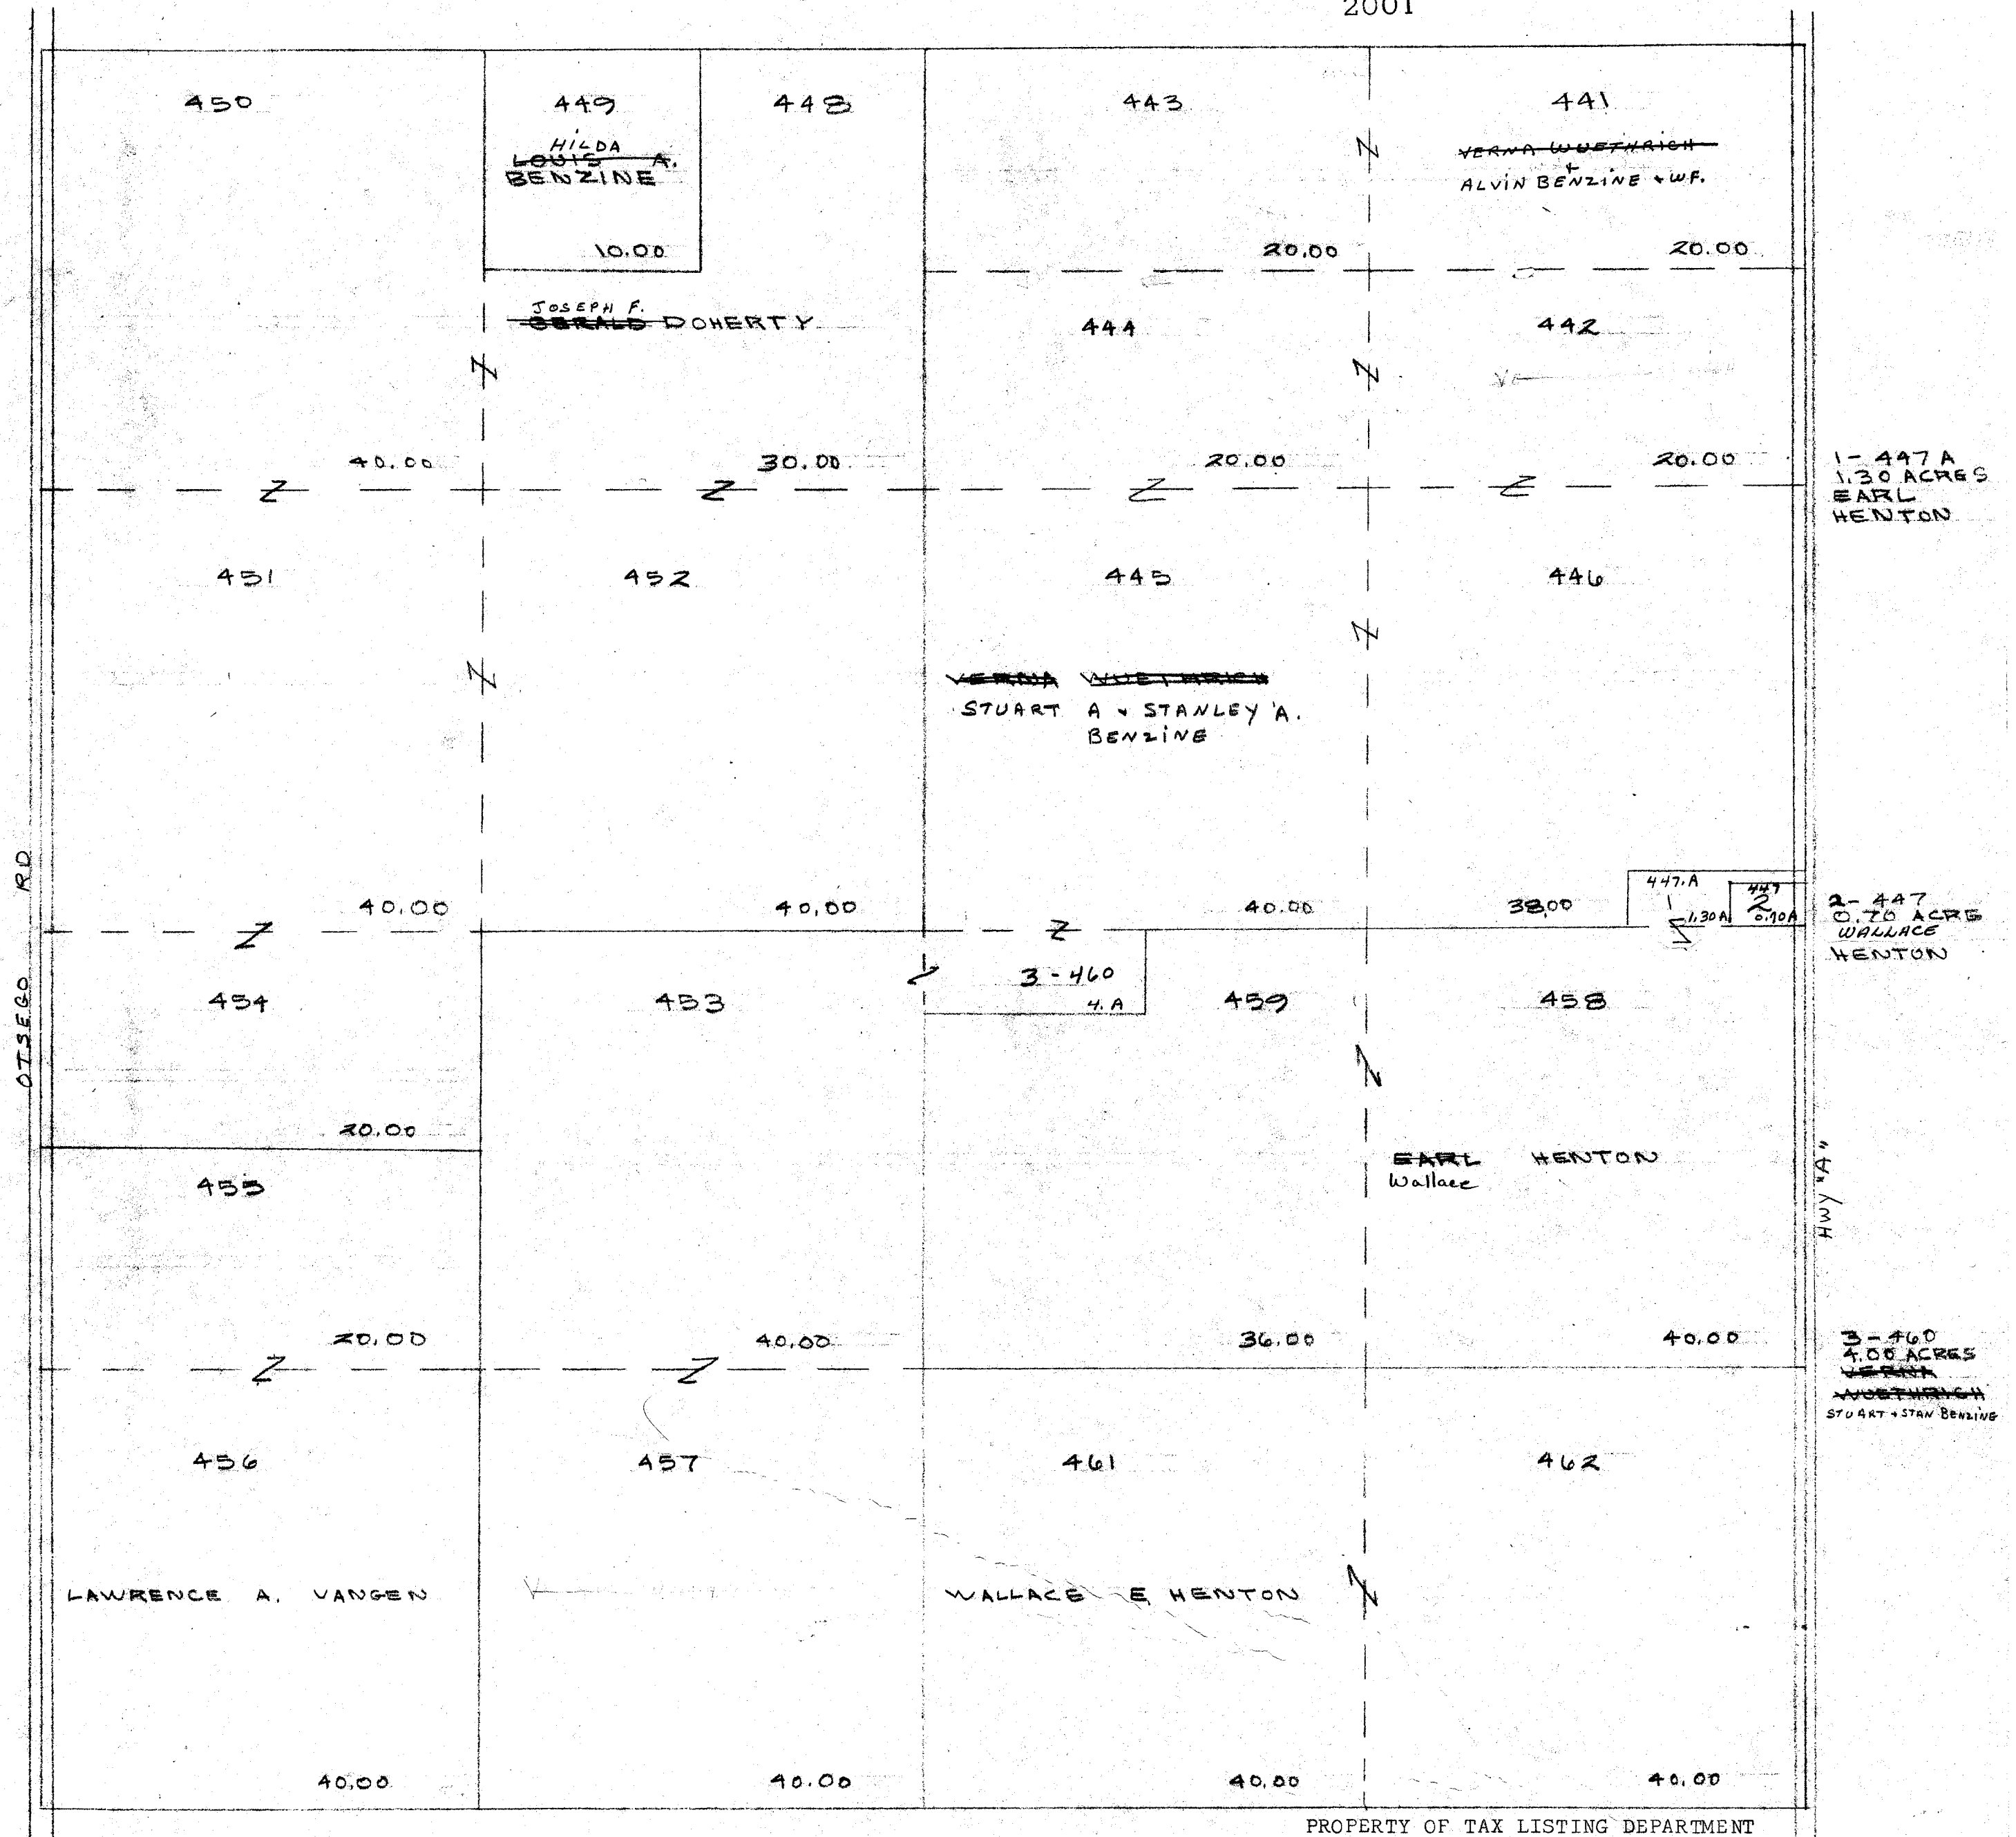 2001
450
449
448
443
441
HILDA
LOUIS A.
BENZINE
VERNA WUETHRICH
+
ALVIN BENZINE + WF.
10.00
20.00
20.00
JOSEPH F.
GERALD DOHERTY
444
442
40.00
30.00
20.00
20.00
1-447 A
1.30 ACRES
EARL
HENTON
451
452
445
446
VERNA WUETHRICH
STUART A + STANLEY A.
BENZINE
OTSEGO RD
40.00
40.00
40.00
38.00
447.A
1
1.30A
447
2
0.70A
2-447
0.70 ACRE
WALLACE
HENTON
454
453
3-460
4.A
459
458
20.00
455
EARL HENTON
Wallace
HWY "A"
20.00
40.00
36.00
40.00
3-460
4.00 ACRES
VERNA
WUETHRICH
STUART + STAN BENZINE
456
457
461
462
LAWRENCE A. VANGEN
WALLACE E HENTON
40.00
40.00
40.00
40.00
PROPERTY OF TAX LISTING DEPARTMENT